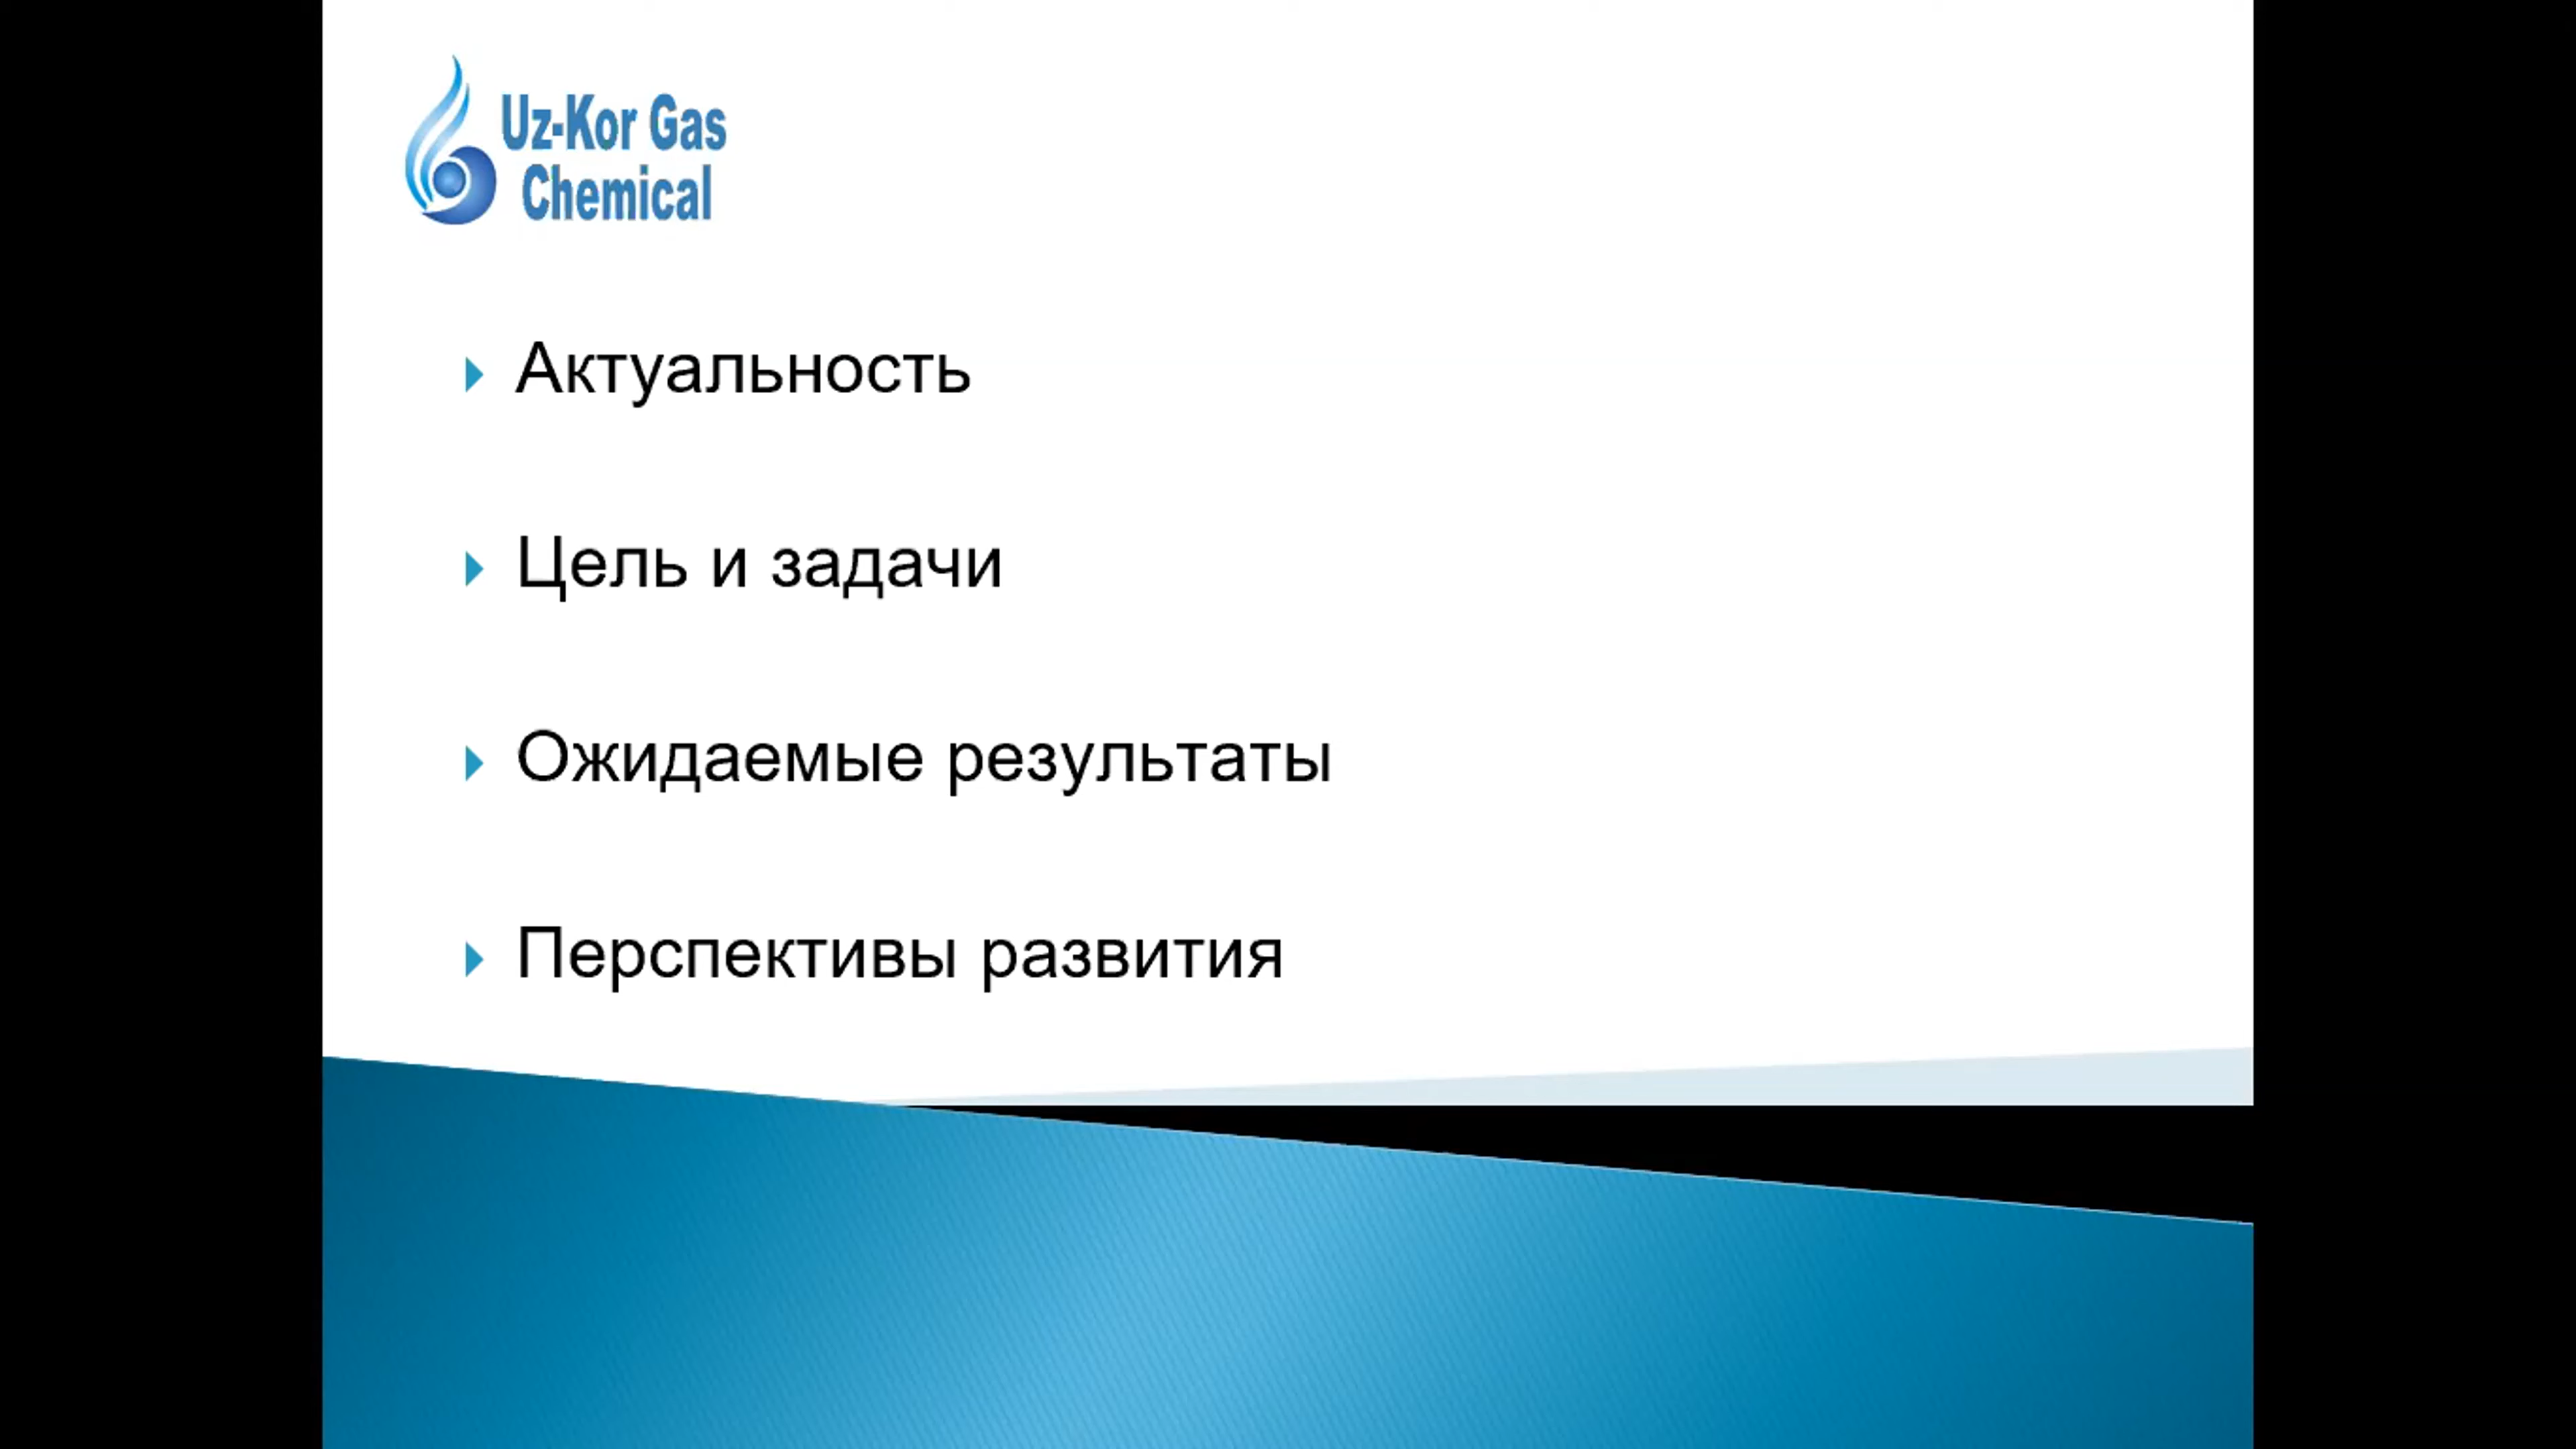 Uz-Kor Gas
Chemical
Актуальность
Цель и задачи
Ожидаемые результаты
Перспективы развития